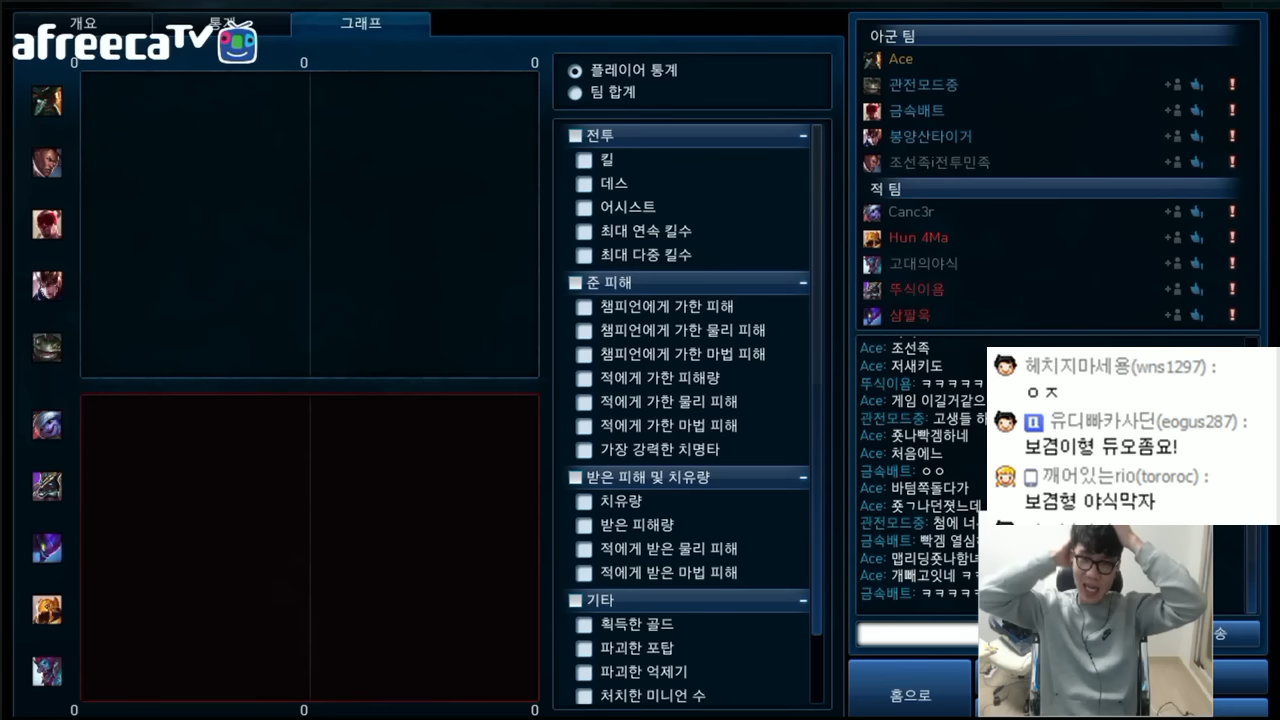 개요
통계
그래프
afreecaTV
0
0
0
플레이어 통계
팀 합계
전투
킬
데스
어시스트
최대 연속 킬수
최대 다중 킬수
준 피해
챔피언에게 가한 피해
챔피언에게 가한 물리 피해
챔피언에게 가한 마법 피해
적에게 가한 피해량
적에게 가한 물리 피해
적에게 가한 마법 피해
가장 강력한 치명타
받은 피해 및 치유량
치유량
받은 피해량
적에게 받은 물리 피해
적에게 받은 마법 피해
기타
획득한 골드
파괴한 포탑
파괴한 억제기
처치한 미니언 수
0
0
0
아군 팀
Ace
관전모드중
금속배트
봉양산타이거
조선족i전투민족
적 팀
Canc3r
Hun 4Ma
고대의야식
뚜식이욤
삼팔욱
Ace: 조선족
Ace: 저새키도
뚜식이욤: ㅋㅋㅋㅋㅋ
Ace: 게임 이길거같으
관전모드중: 고생들 하
Ace: 좃나빡겜하네
Ace: 처음에느
금속배트: ㅇㅇ
Ace: 바텀쪽돌다가
Ace: 좃ㄱ나던졋느데
관전모드중: 첨에 너
금속배트: 빡겜 열심
Ace: 맵리딩좃나함녀
Ace: 개빼고잇네 ㅋ
금속배트: ㅋㅋㅋㅋ
헤치지마세용(wns1297) :
ㅇ ㅈ
유디빠카사던(eogus287) :
보겸이형 듀오좀요!
깨어있는rio(tororoc) :
보겸형 야식막자
송
홈으로